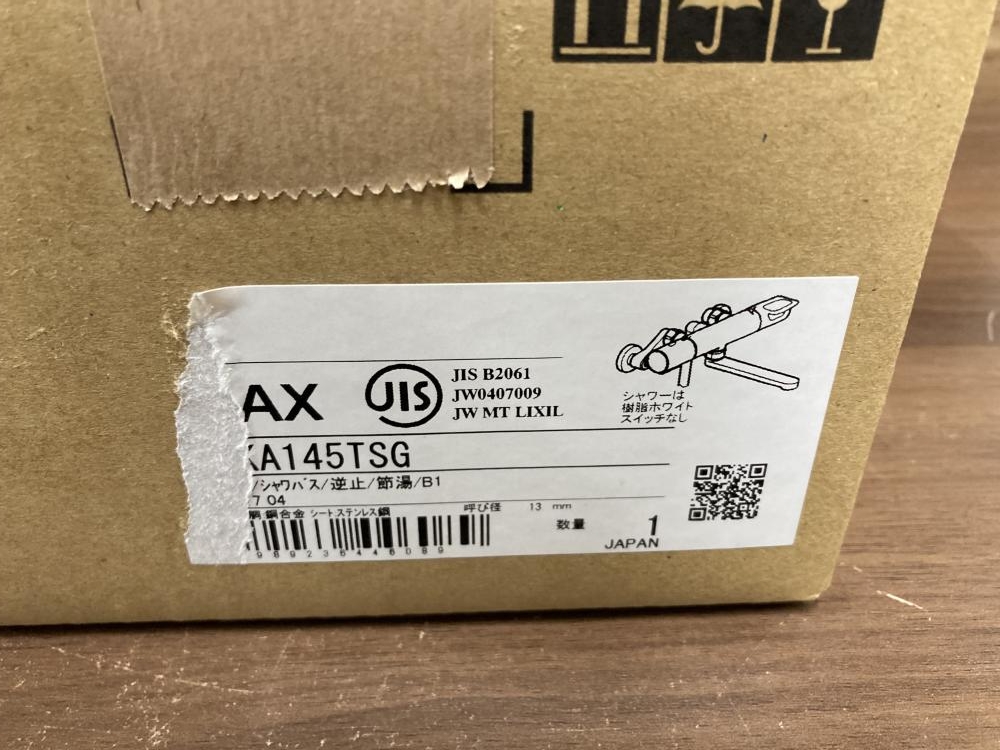 AX
JIS
JIS B2061
JW0407009
JW MT LIXIL
シャワーは
樹脂ホワイト
スイッチなし
KA145TSG
/シャワバス/逆止/節湯/B1
7 04
銅合金 シート:ステンレス鋼
呼び径 13 mm
数量 1
JAPAN
989236446089